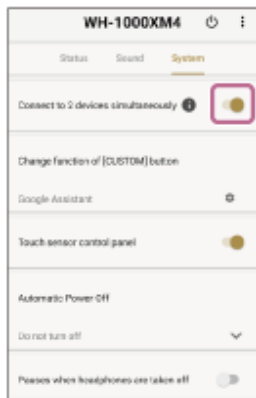 WH-1000XM4
Status Sound System
Connect to 2 devices simultaneously
Change function of [CUSTOM] button
Google Assistant
Touch sensor control panel
Automatic Power Off
Do not turn off
Pauses when headphones are taken off